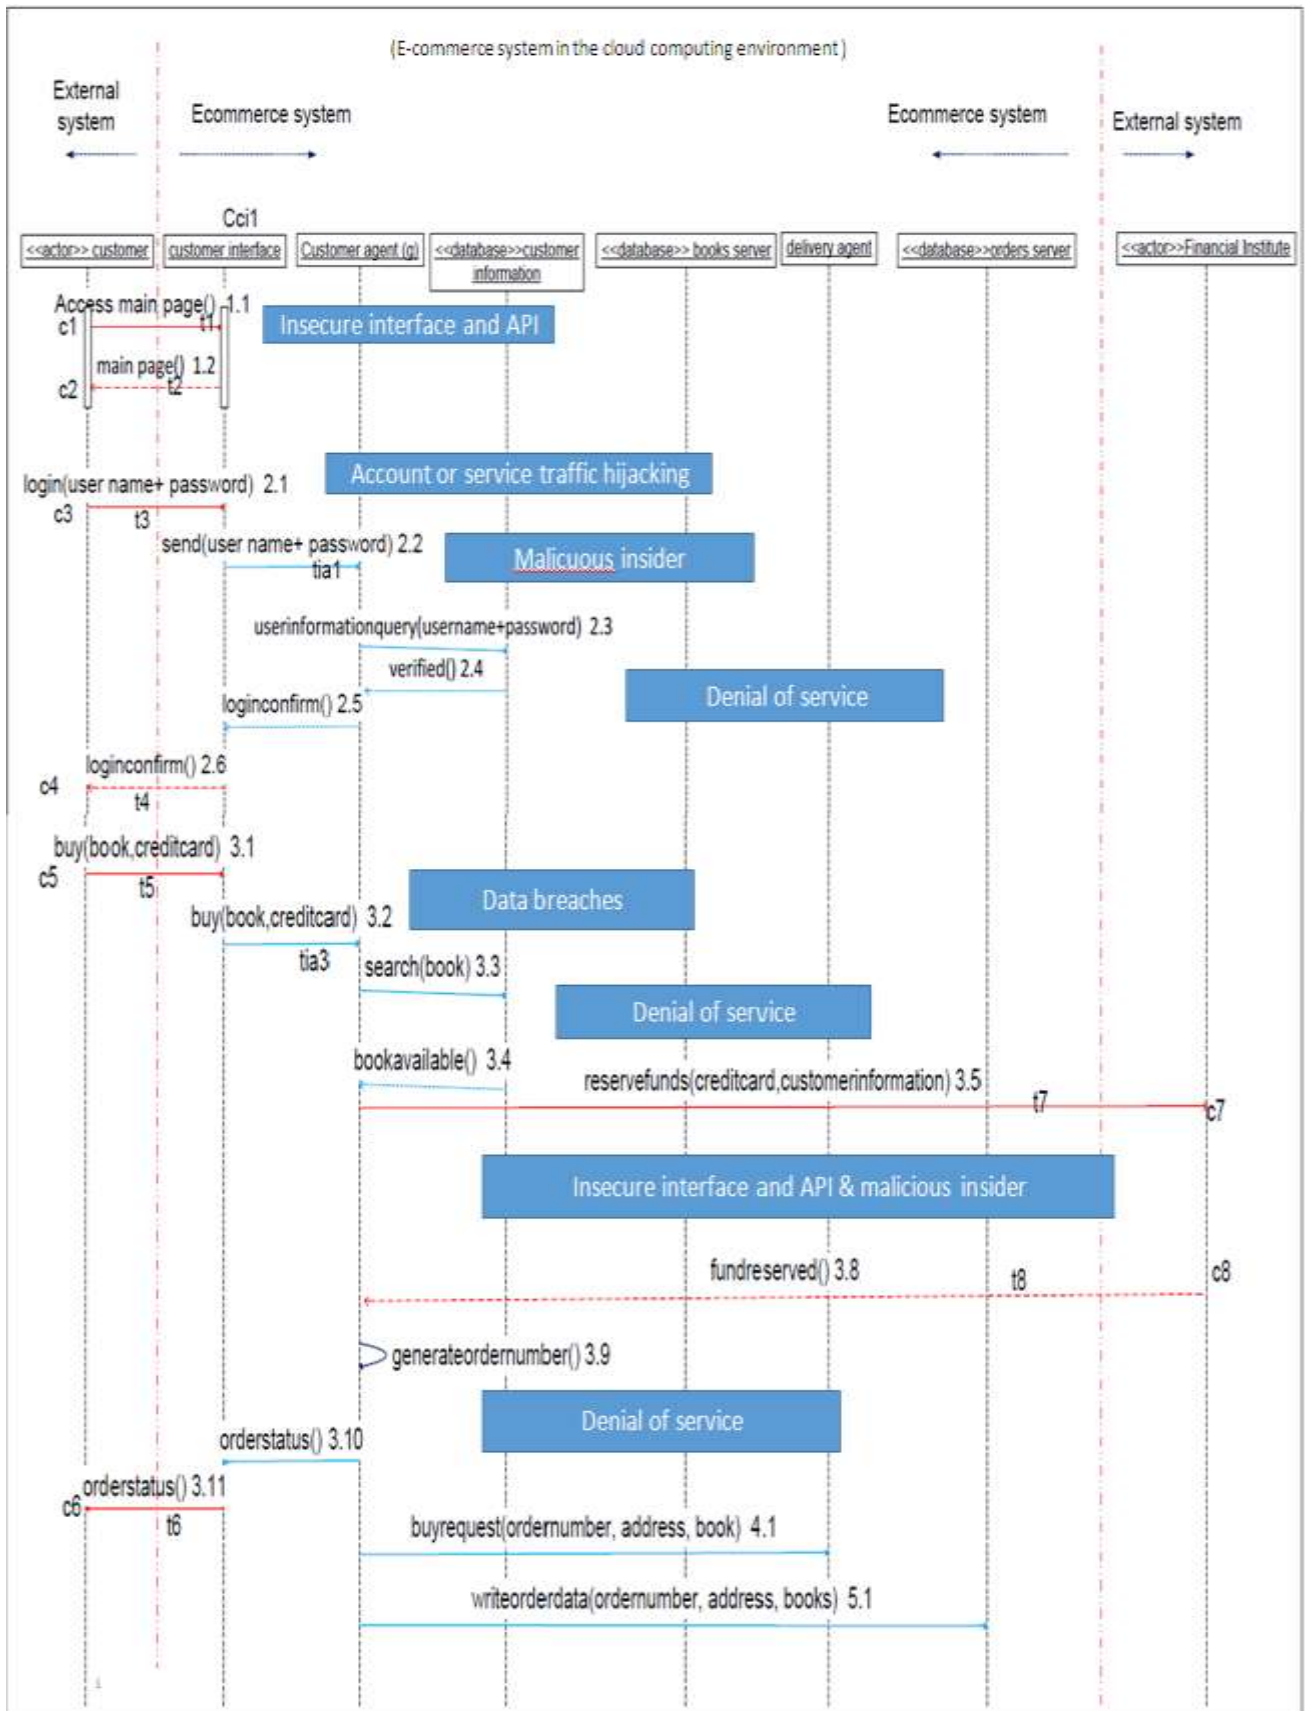 (E-commerce system in the cloud computing environment )
External
system
Ecommerce system
Ecommerce system
External system
Cci1
<<actor>> customer
customer interface
Customer agent (g)
<<database>>customer
information
<<database>> books server
delivery agent
<<database>>orders server
<<actor>>Financial Institute
Access main page() 1.1
c1
t1
Insecure interface and API
main page() 1.2
c2
t2
Account or service traffic hijacking
login(user name+ password) 2.1
c3
t3
send(user name+ password) 2.2
tia1
Malicuous insider
userinformationquery(username+password) 2.3
verified() 2.4
Denial of service
loginconfirm() 2.5
loginconfirm() 2.6
c4
t4
buy(book,creditcard) 3.1
c5
t5
Data breaches
buy(book,creditcard) 3.2
tia3
search(book) 3.3
Denial of service
bookavailable() 3.4
reservefunds(creditcard,customerinformation) 3.5
t7
c7
Insecure interface and API & malicious insider
fundreserved() 3.8
t8
c8
generateordernumber() 3.9
Denial of service
orderstatus() 3.10
orderstatus() 3.11
c6
t6
buyrequest(ordernumber, address, book) 4.1
writeorderdata(ordernumber, address, books) 5.1